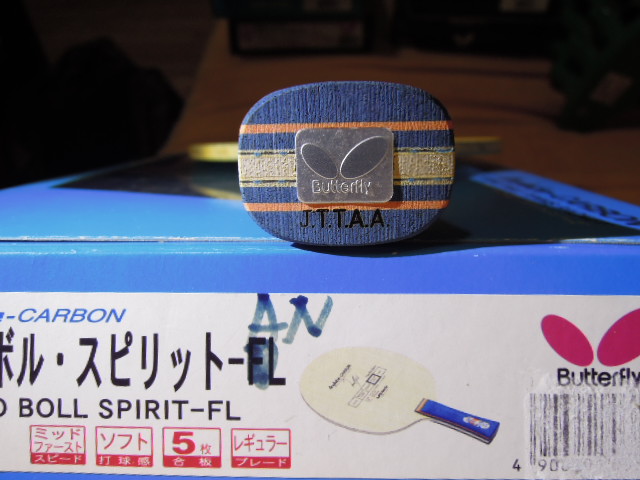 Butterfly
J.T.T.A.A.
-CARBON
AN
ボル・スピリット-FL
O BOLL SPIRIT-FL
Butterfly
ミッド
ファースト
スピード
ソフト
打球感
5枚
合板
レギュラー
ブレード
4 900